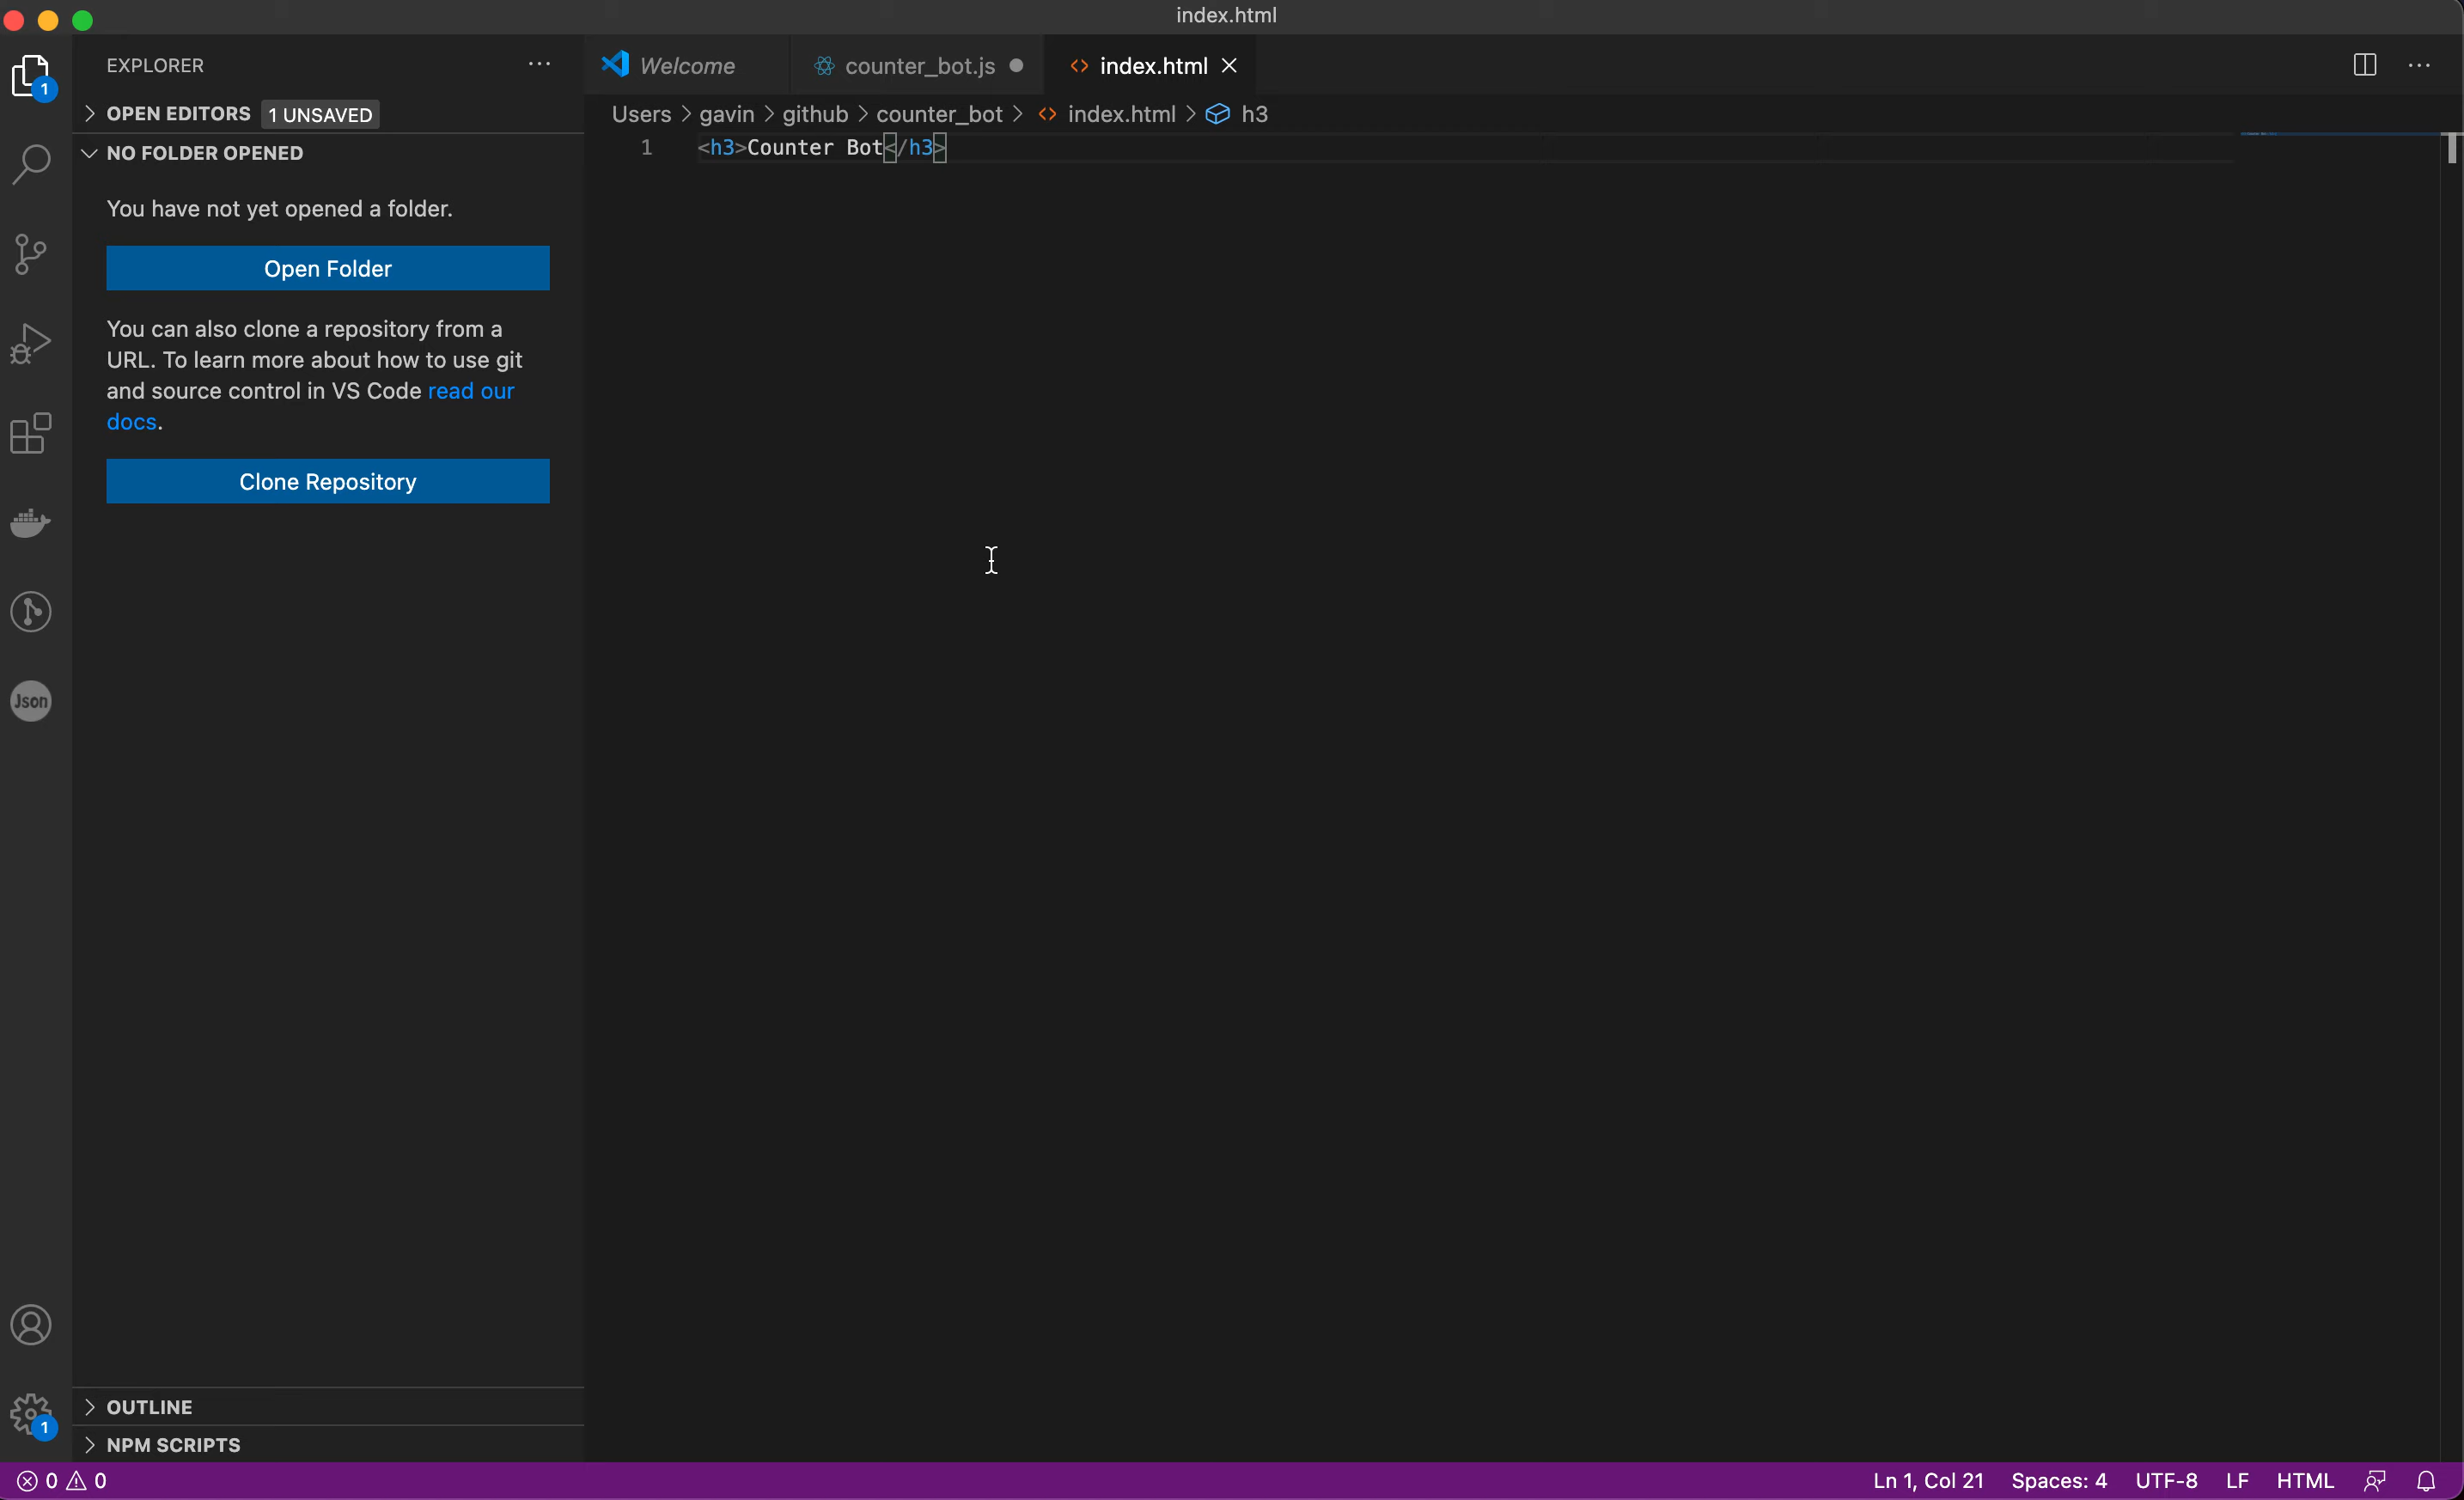 index.html
EXPLORER
Welcome
counter_bot.js
index.html
1
OPEN EDITORS 1 UNSAVED
Users > gavin > github > counter_bot > index.html > h3
NO FOLDER OPENED
1 <h3>Counter Bot</h3>
You have not yet opened a folder.
Open Folder
You can also clone a repository from a
URL. To learn more about how to use git
and source control in VS Code read our
docs.
Clone Repository
Json
OUTLINE
1
NPM SCRIPTS
0 0
Ln 1, Col 21 Spaces: 4 UTF-8 LF HTML